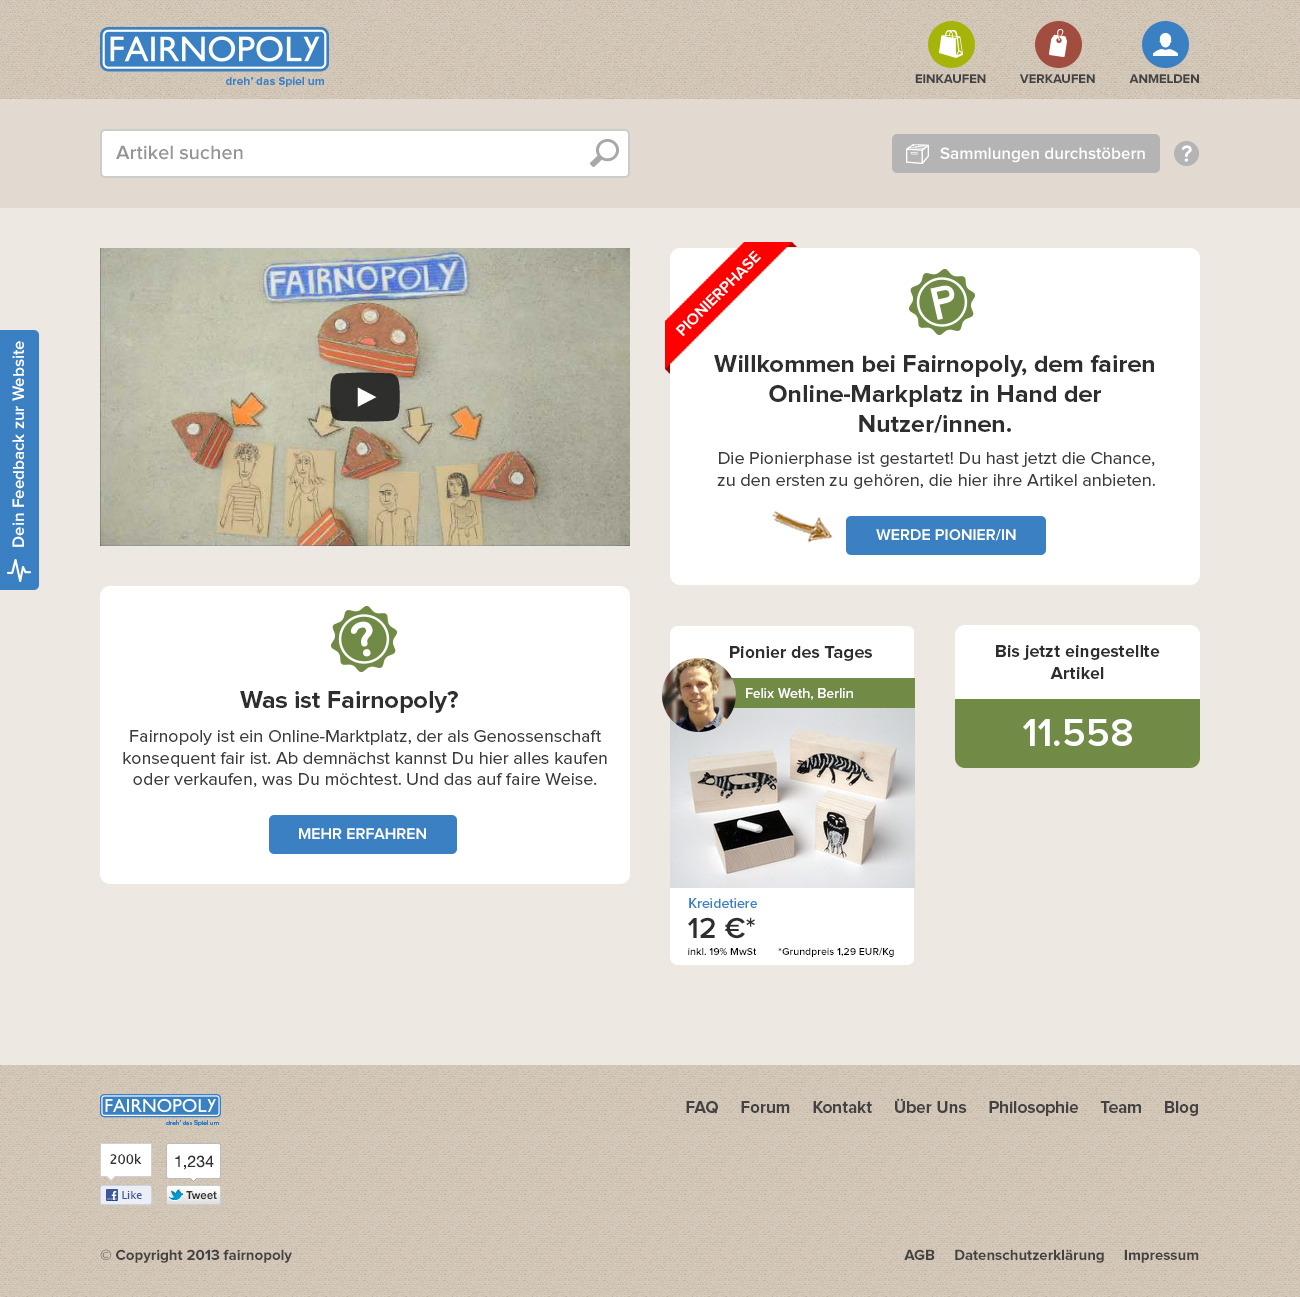 FAIRNOPOLY
dreh' das Spiel um
EINKAUFEN
VERKAUFEN
ANMELDEN
Artikel suchen
Sammlungen durchstöbern
?
Dein Feedback zur Website
FAIRNOPOLY
PIONIERPHASE
P
Willkommen bei Fairnopoly, dem fairen
Online-Markplatz in Hand der
Nutzer/innen.
Die Pionierphase ist gestartet! Du hast jetzt die Chance,
zu den ersten zu gehören, die hier ihre Artikel anbieten.
WERDE PIONIER/IN
?
Was ist Fairnopoly?
Fairnopoly ist ein Online-Marktplatz, der als Genossenschaft
konsequent fair ist. Ab demnächst kannst Du hier alles kaufen
oder verkaufen, was Du möchtest. Und das auf faire Weise.
MEHR ERFAHREN
Pionier des Tages
Felix Weth, Berlin
Kreidetiere
12 €*
inkl. 19% MwSt
*Grundpreis 1,29 EUR/Kg
Bis jetzt eingestellte
Artikel
11.558
FAIRNOPOLY
dreh' das Spiel um
FAQ
Forum
Kontakt
Über Uns
Philosophie
Team
Blog
200k
1,234
Like
Tweet
© Copyright 2013 fairnopoly
AGB
Datenschutzerklärung
Impressum